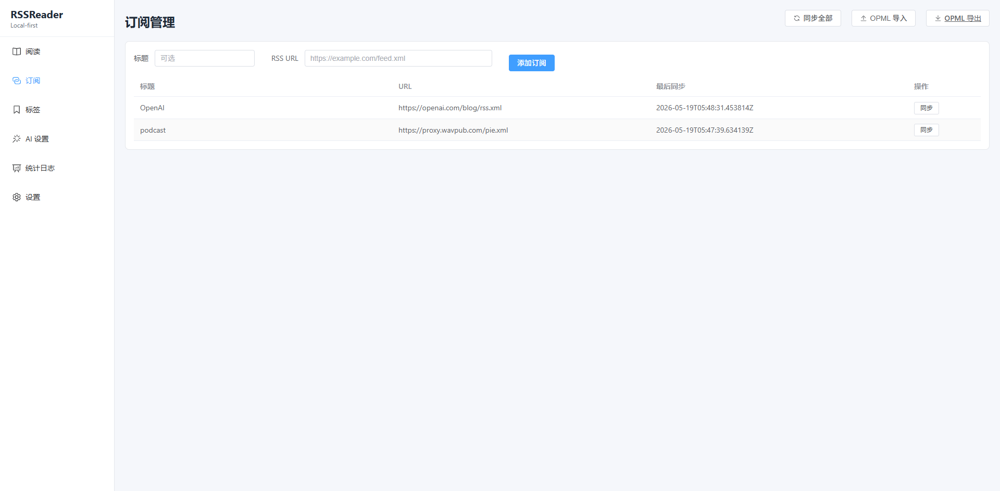 RSSReader
Local-first
阅读
订阅
标签
AI 设置
统计日志
设置
订阅管理
同步全部
OPML 导入
OPML 导出
标题 可选 RSS URL https://example.com/feed.xml 添加订阅
标题 URL 最后同步 操作
OpenAI https://openai.com/blog/rss.xml 2026-05-19T05:48:31.453814Z 同步
podcast https://proxy.wavpub.com/pie.xml 2026-05-19T05:47:39.634139Z 同步